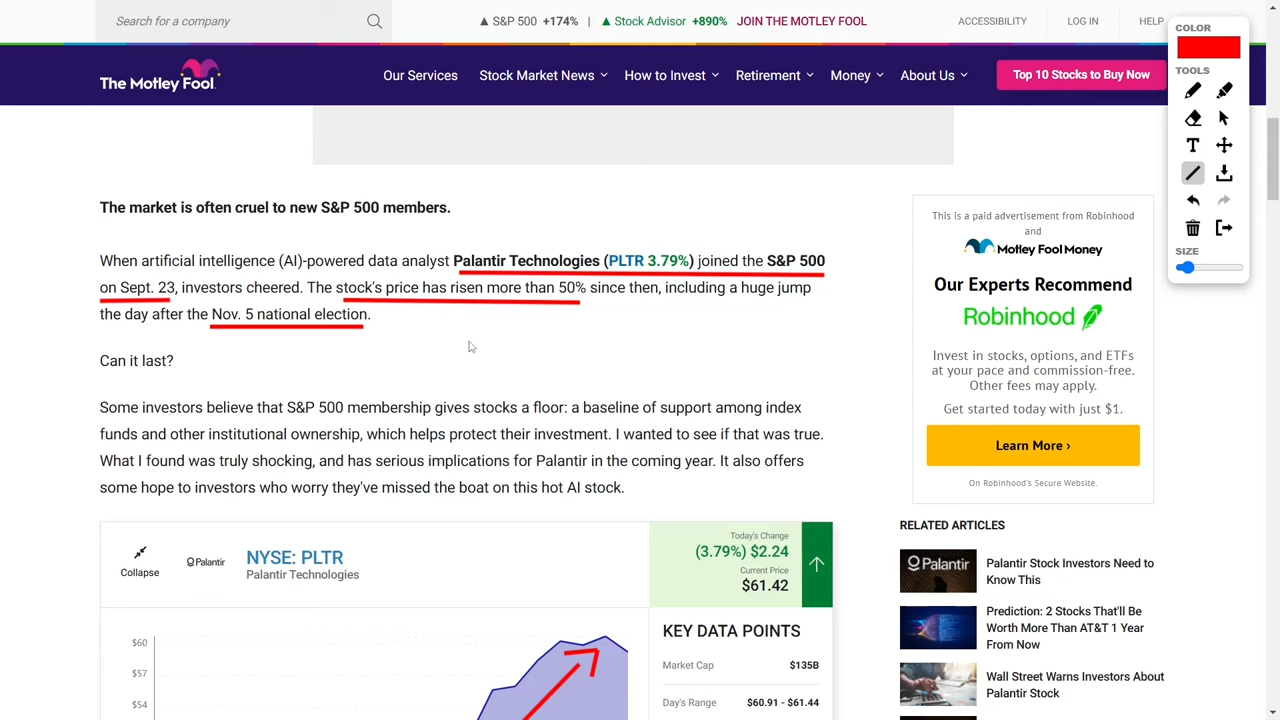 Search for a company
▲ S&P 500 +174% | ▲ Stock Advisor +890% JOIN THE MOTLEY FOOL
ACCESSIBILITY
LOG IN
HELP
COLOR
TOOLS
T
SIZE
The Motley Fool
Our Services
Stock Market News
How to Invest
Retirement
Money
About Us
Top 10 Stocks to Buy Now
The market is often cruel to new S&P 500 members.
When artificial intelligence (AI)-powered data analyst Palantir Technologies (PLTR 3.79%) joined the S&P 500
on Sept. 23, investors cheered. The stock's price has risen more than 50% since then, including a huge jump
the day after the Nov. 5 national election.
Can it last?
Some investors believe that S&P 500 membership gives stocks a floor: a baseline of support among index
funds and other institutional ownership, which helps protect their investment. I wanted to see if that was true.
What I found was truly shocking, and has serious implications for Palantir in the coming year. It also offers
some hope to investors who worry they've missed the boat on this hot AI stock.
Collapse
Palantir
NYSE: PLTR
Palantir Technologies
Today's Change
(3.79%) $2.24
Current Price
$61.42
$60
$57
$54
KEY DATA POINTS
Market Cap
$135B
Day's Range
$60.91 - $61.44
This is a paid advertisement from Robinhood
and
Motley Fool Money
Our Experts Recommend
Robinhood
Invest in stocks, options, and ETFs
at your pace and commission-free.
Other fees may apply.
Get started today with just $1.
Learn More ›
On Robinhood's Secure Website.
RELATED ARTICLES
Palantir
Palantir Stock Investors Need to
Know This
Prediction: 2 Stocks That'll Be
Worth More Than AT&T 1 Year
From Now
Wall Street Warns Investors About
Palantir Stock